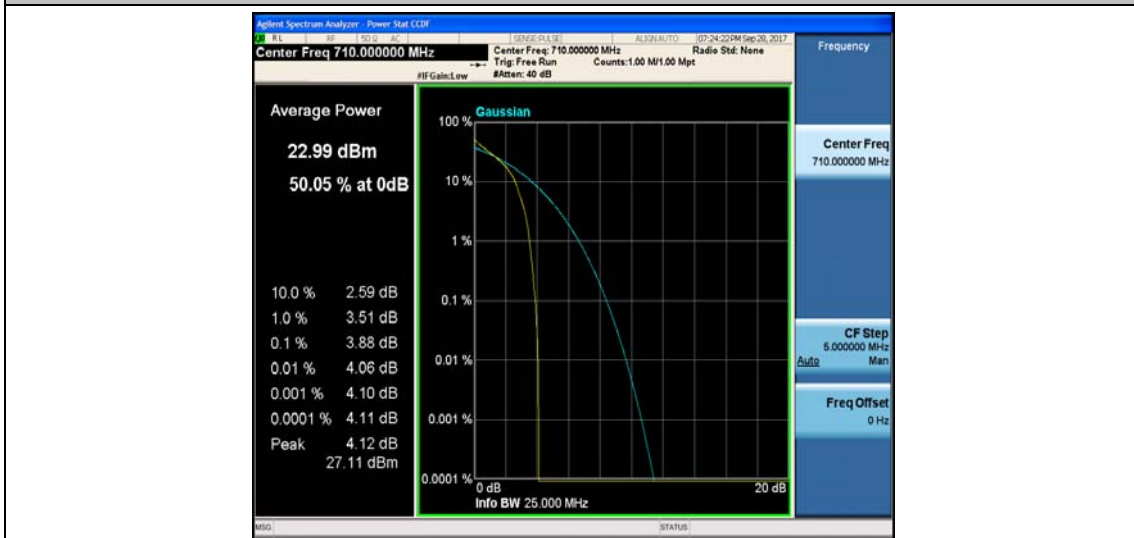 Agilent Spectrum Analyzer - Power Stat CCDF
RL RF 50 Ω AC SENSE:PULSE ALIGN AUTO 07:24:22 PM Sep 28, 2017
Center Freq 710.000000 MHz
Center Freq: 710.000000 MHz Radio Std: None
Trig: Free Run Counts:1.00 M/1.00 Mpt
#IFGain:Low #Atten: 40 dB
Frequency
Average Power
22.99 dBm
50.05 % at 0dB
10.0 % 2.59 dB
1.0 % 3.51 dB
0.1 % 3.88 dB
0.01 % 4.06 dB
0.001 % 4.10 dB
0.0001 % 4.11 dB
Peak 4.12 dB
27.11 dBm
Gaussian
100 %
10 %
1 %
0.1 %
0.01 %
0.001 %
0.0001 %
0 dB 20 dB
Info BW 25.000 MHz
Center Freq
710.000000 MHz
CF Step
5.000000 MHz
Auto Man
Freq Offset
0 Hz
MSG STATUS